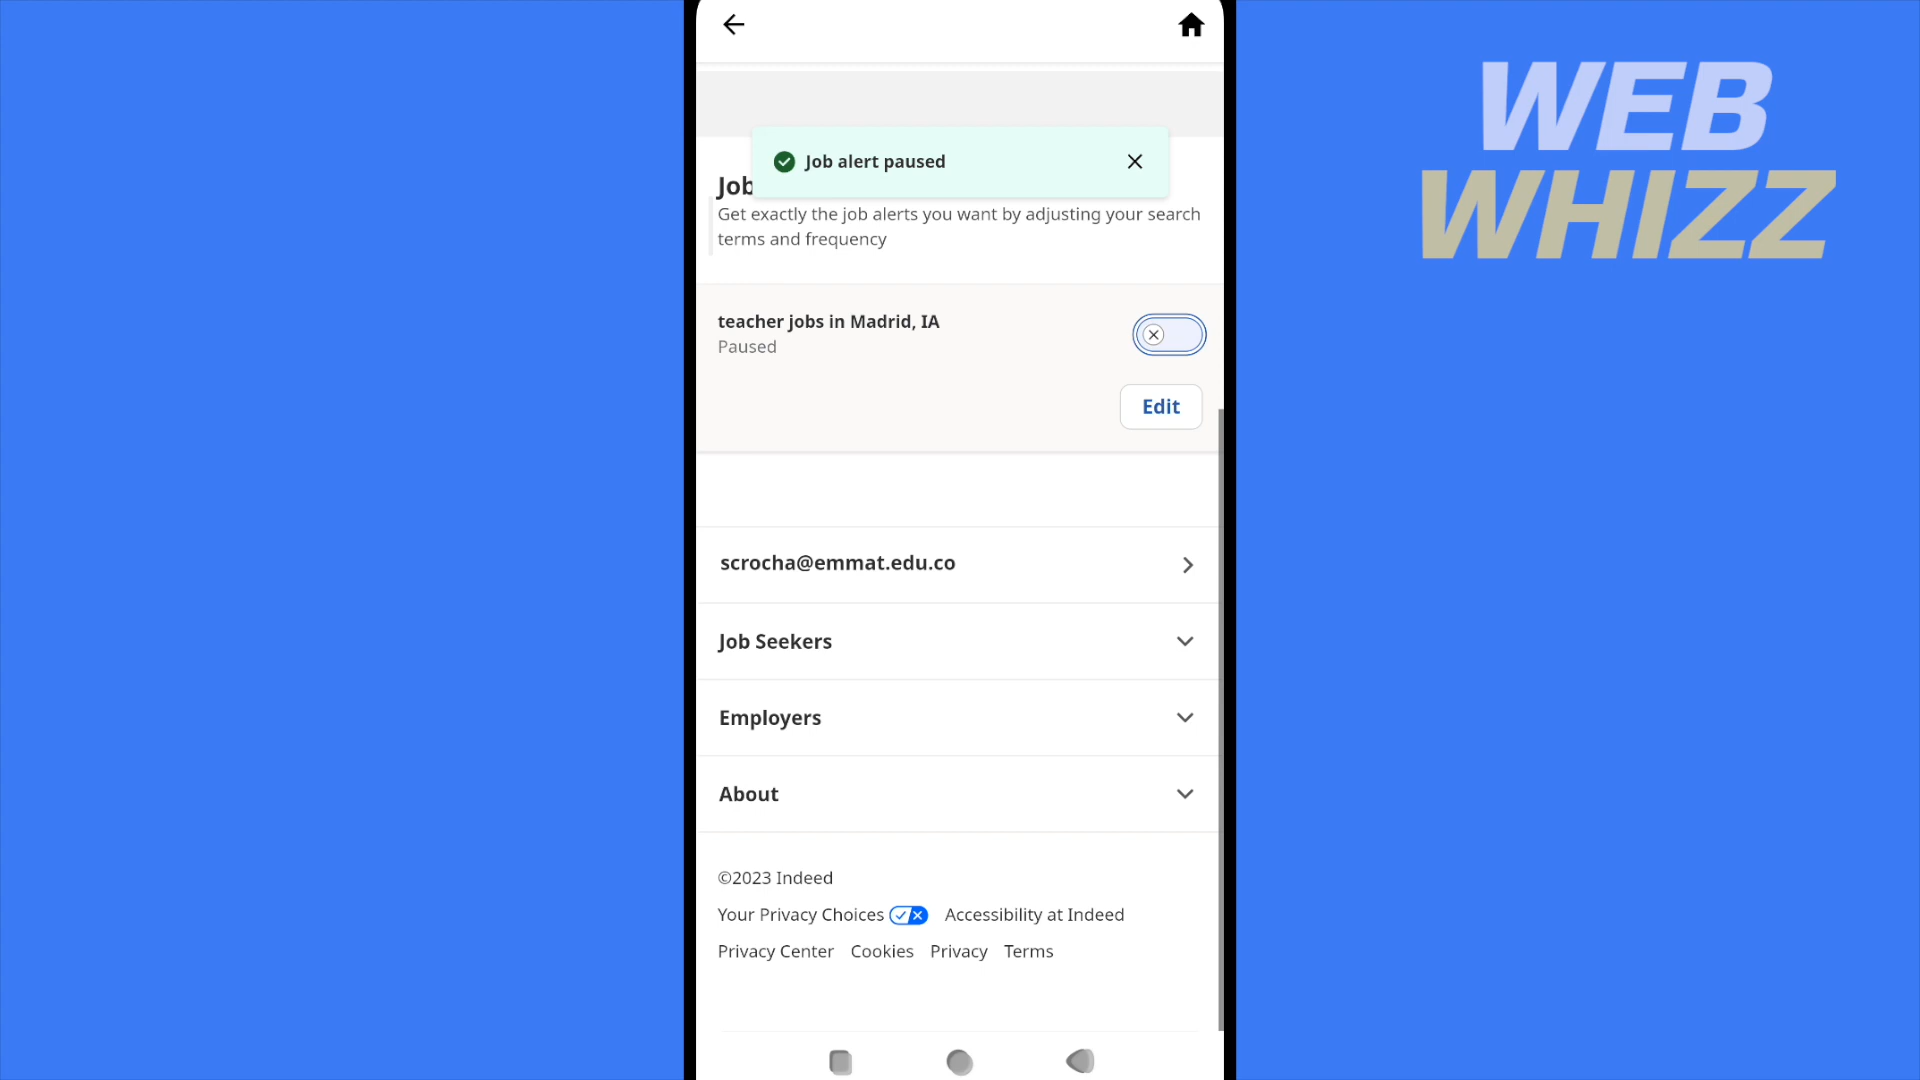 WEB
WHIZZ
Job alert paused
Job
Get exactly the job alerts you want by adjusting your search
terms and frequency
teacher jobs in Madrid, IA
Paused
Edit
scrocha@emmat.edu.co
Job Seekers
Employers
About
©2023 Indeed
Your Privacy Choices Accessibility at Indeed
Privacy Center Cookies Privacy Terms